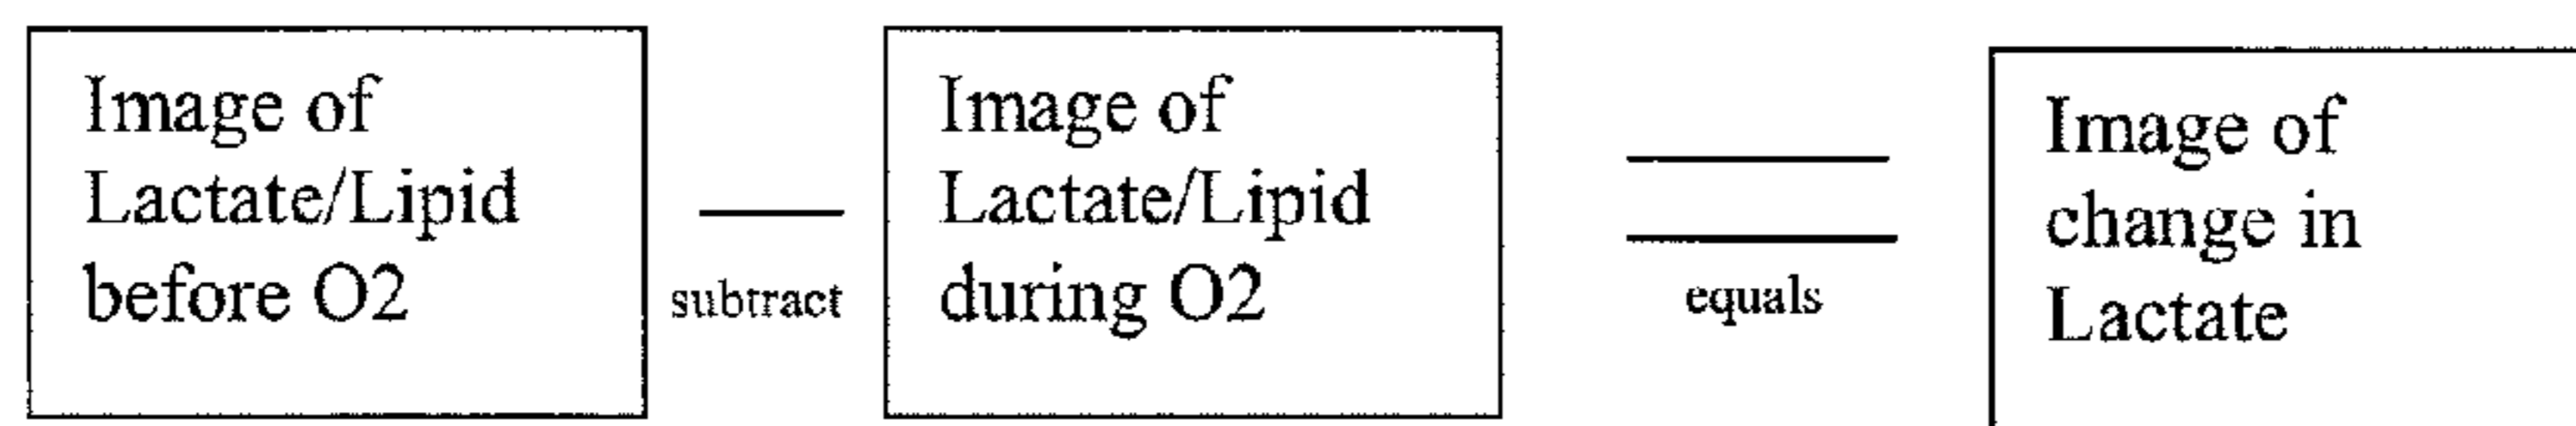 Image of
Lactate/Lipid
before O2
subtract
Image of
Lactate/Lipid
during O2
equals
Image of
change in
Lactate